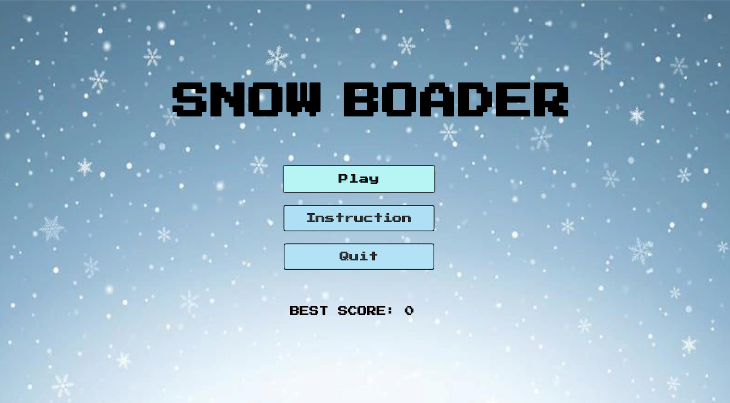 SNOW BOADER
Play
Instruction
Quit
BEST SCORE: 0